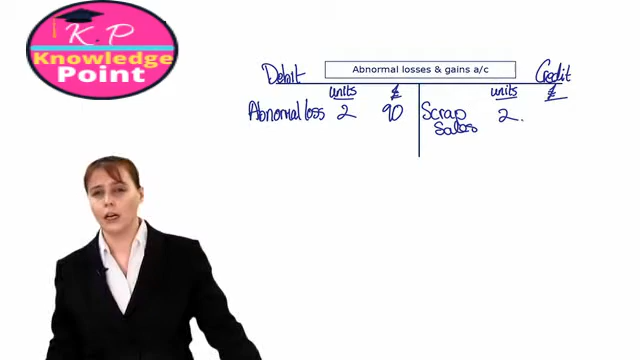 K.P
Knowledge
Point
Abnormal losses & gains a/c
Debit
Credit
units £ units £
Abnormal loss 2 90 Scrap 2
Sales